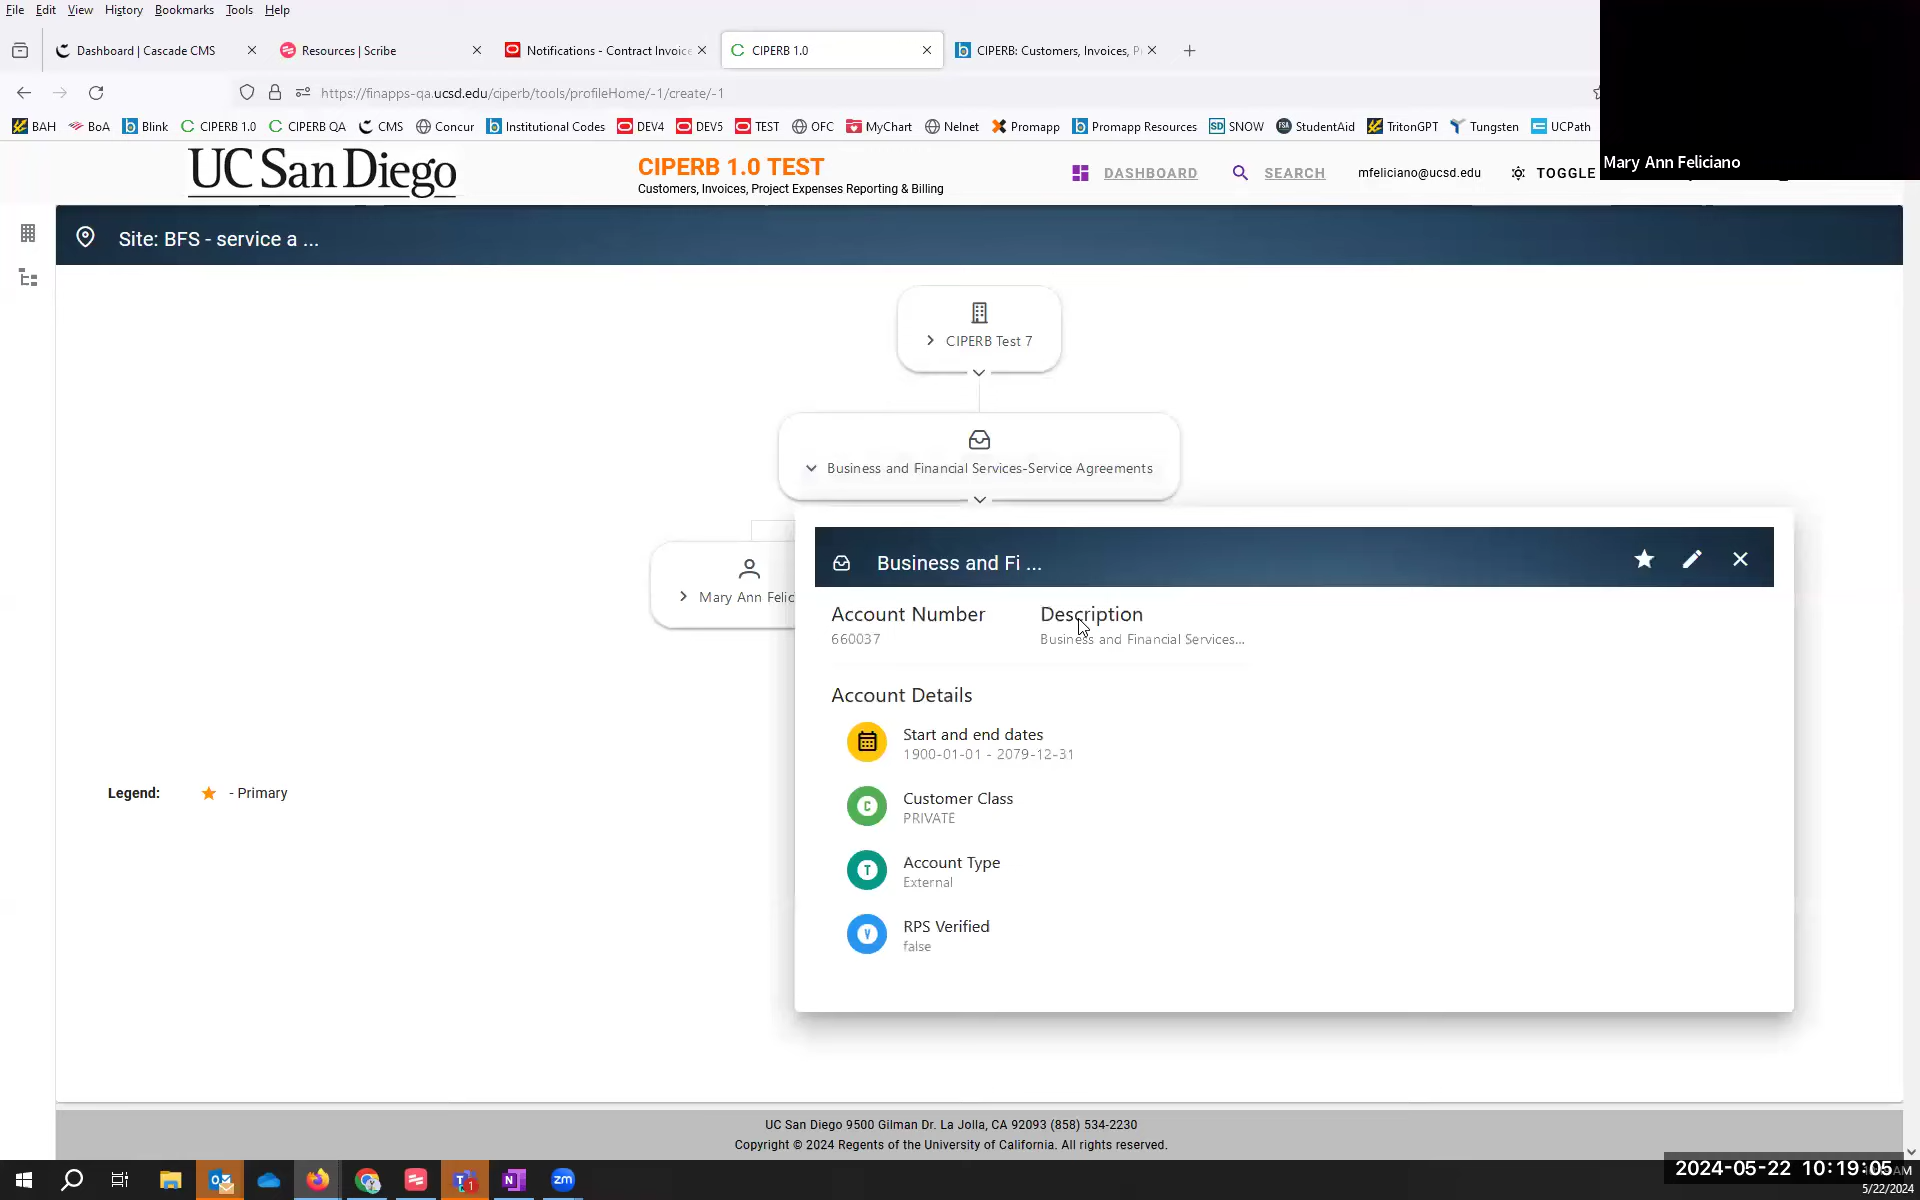 File Edit View History Bookmarks Tools Help
Dashboard | Cascade CMS
Resources | Scribe
Notifications - Contract Invoice
CIPERB 1.0
CIPERB: Customers, Invoices, P
https://finapps-qa.ucsd.edu/ciperb/tools/profileHome/-1/create/-1
BAH BoA Blink CIPERB 1.0 CIPERB QA CMS Concur Institutional Codes DEV4 DEV5 TEST OFC MyChart Nelnet Promapp Promapp Resources SNOW StudentAid TritonGPT Tungsten UCPath
Mary Ann Feliciano
UC San Diego
CIPERB 1.0 TEST
Customers, Invoices, Project Expenses Reporting & Billing
DASHBOARD SEARCH mfeliciano@ucsd.edu TOGGLE
Site: BFS - service a ...
CIPERB Test 7
Business and Financial Services-Service Agreements
Mary Ann Felic
Business and Fi ...
Account Number Description
660037 Business and Financial Services...
Account Details
Start and end dates
1900-01-01 - 2079-12-31
C Customer Class
PRIVATE
T Account Type
External
V RPS Verified
false
Legend: - Primary
UC San Diego 9500 Gilman Dr. La Jolla, CA 92093 (858) 534-2230
Copyright © 2024 Regents of the University of California. All rights reserved.
2024-05-22 10:19:05
5/22/2024